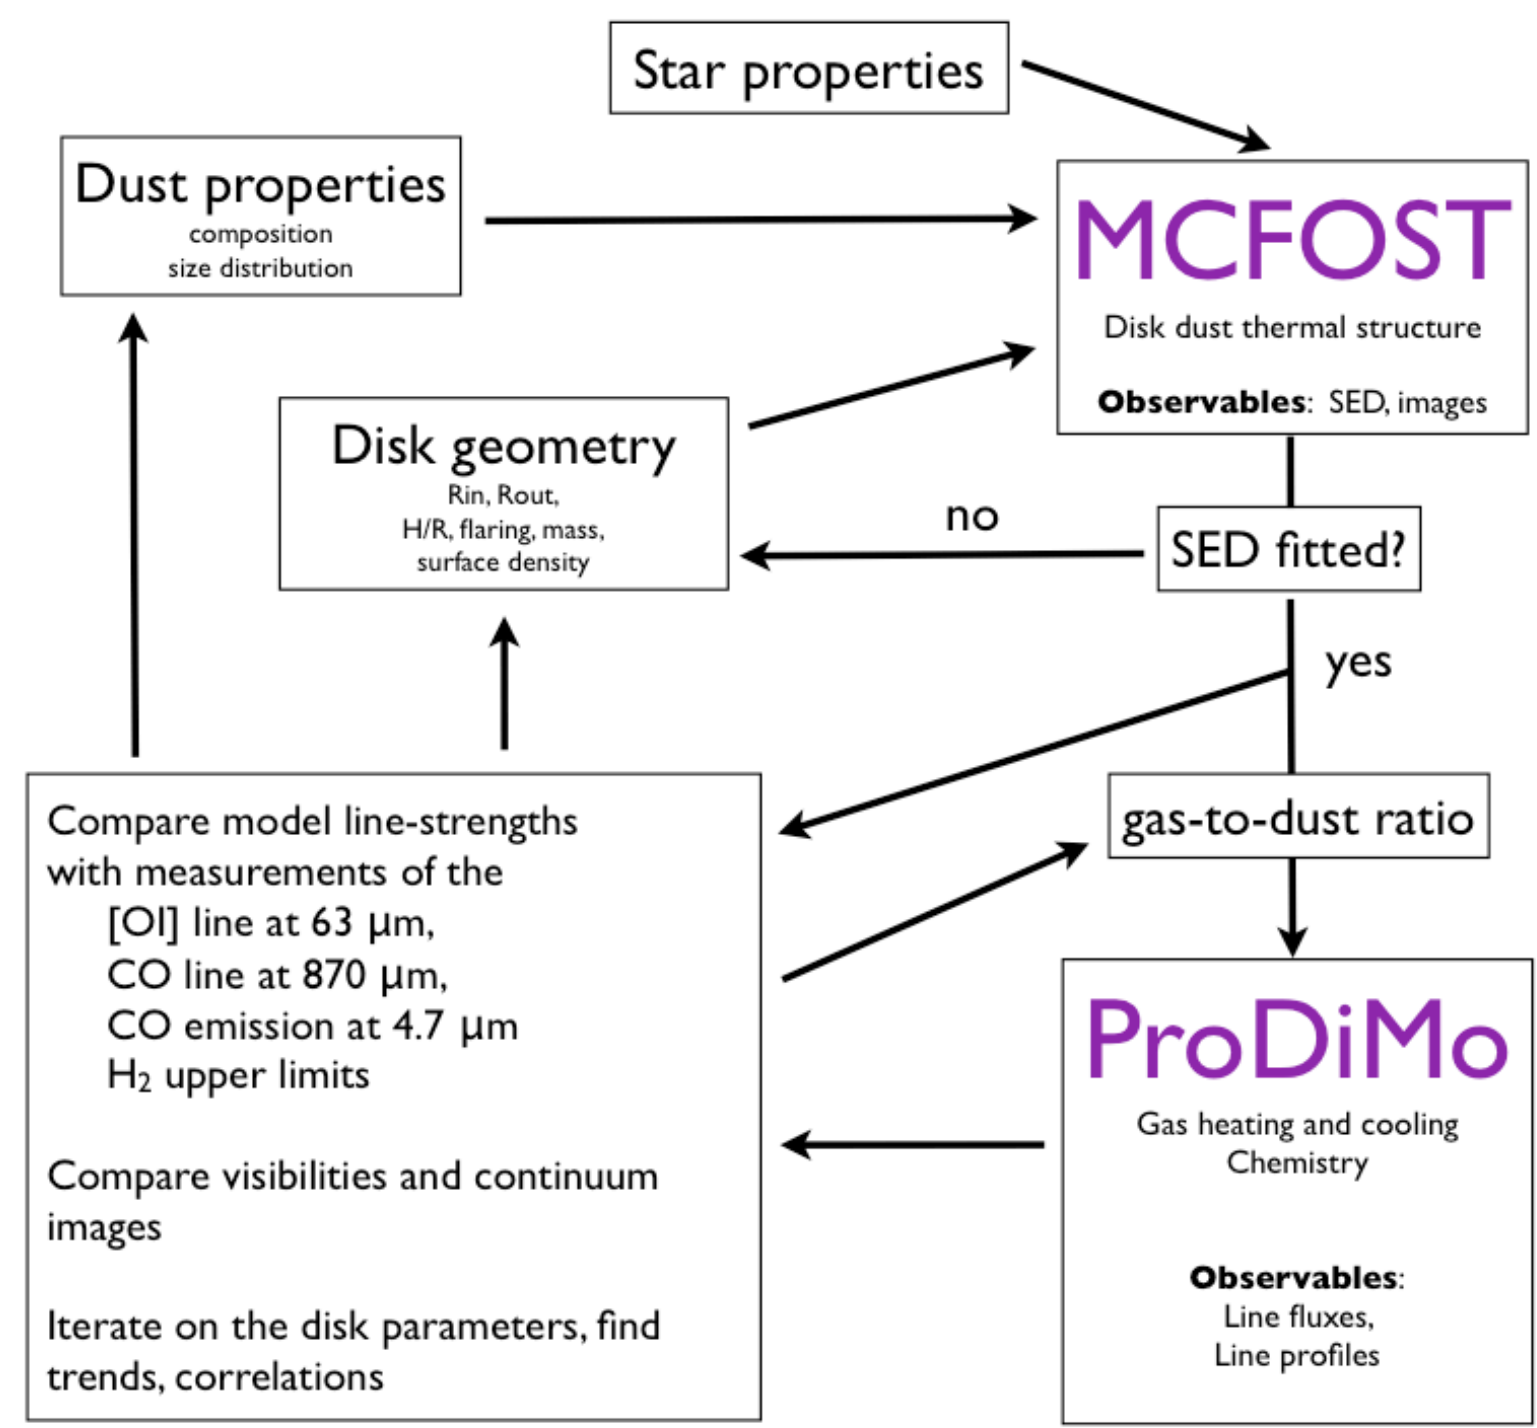 Star properties
Dust properties
composition
size distribution
MCFOST
Disk dust thermal structure
Observables: SED, images
Disk geometry
Rin, Rout,
H/R, flaring, mass,
surface density
no
SED fitted?
yes
Compare model line-strengths
with measurements of the
[OI] line at 63 μm,
CO line at 870 μm,
CO emission at 4.7 μm
H₂ upper limits
Compare visibilities and continuum
images
Iterate on the disk parameters, find
trends, correlations
gas-to-dust ratio
ProDiMo
Gas heating and cooling
Chemistry
Observables:
Line fluxes,
Line profiles